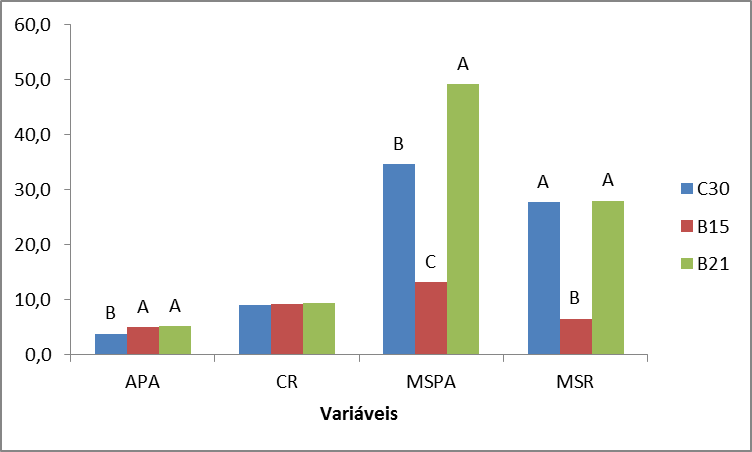 60,0
50,0
40,0
30,0
20,0
10,0
0,0
B A A
B C A
A B A
APA CR MSPA MSR
Variáveis
C30
B15
B21